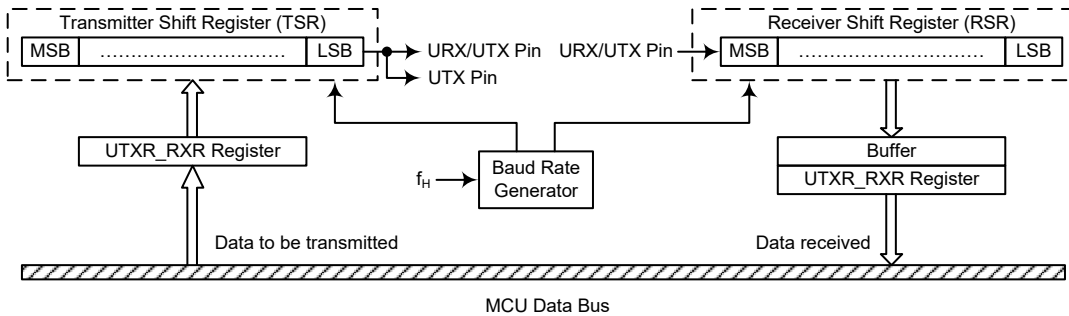 Transmitter Shift Register (TSR)
MSB
.................................
LSB
URX/UTX Pin
UTX Pin
URX/UTX Pin
Receiver Shift Register (RSR)
MSB
.................................
LSB
UTXR_RXR Register
fH
Baud Rate
Generator
Buffer
UTXR_RXR Register
Data to be transmitted
Data received
MCU Data Bus